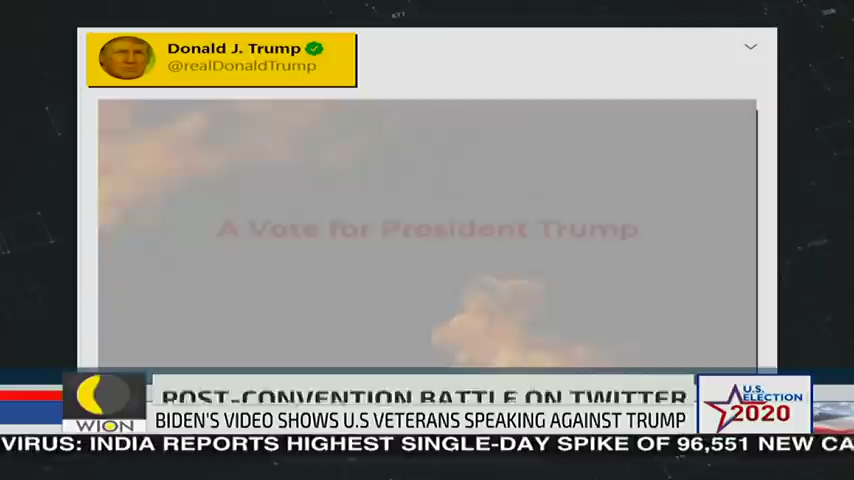 Donald J. Trump
@realDonaldTrump
A Vote for President Trump
POST-CONVENTION BATTLE ON TWITTER
BIDEN'S VIDEO SHOWS U.S VETERANS SPEAKING AGAINST TRUMP
WION
U.S.
ELECTION
2020
VIRUS: INDIA REPORTS HIGHEST SINGLE-DAY SPIKE OF 96,551 NEW CA